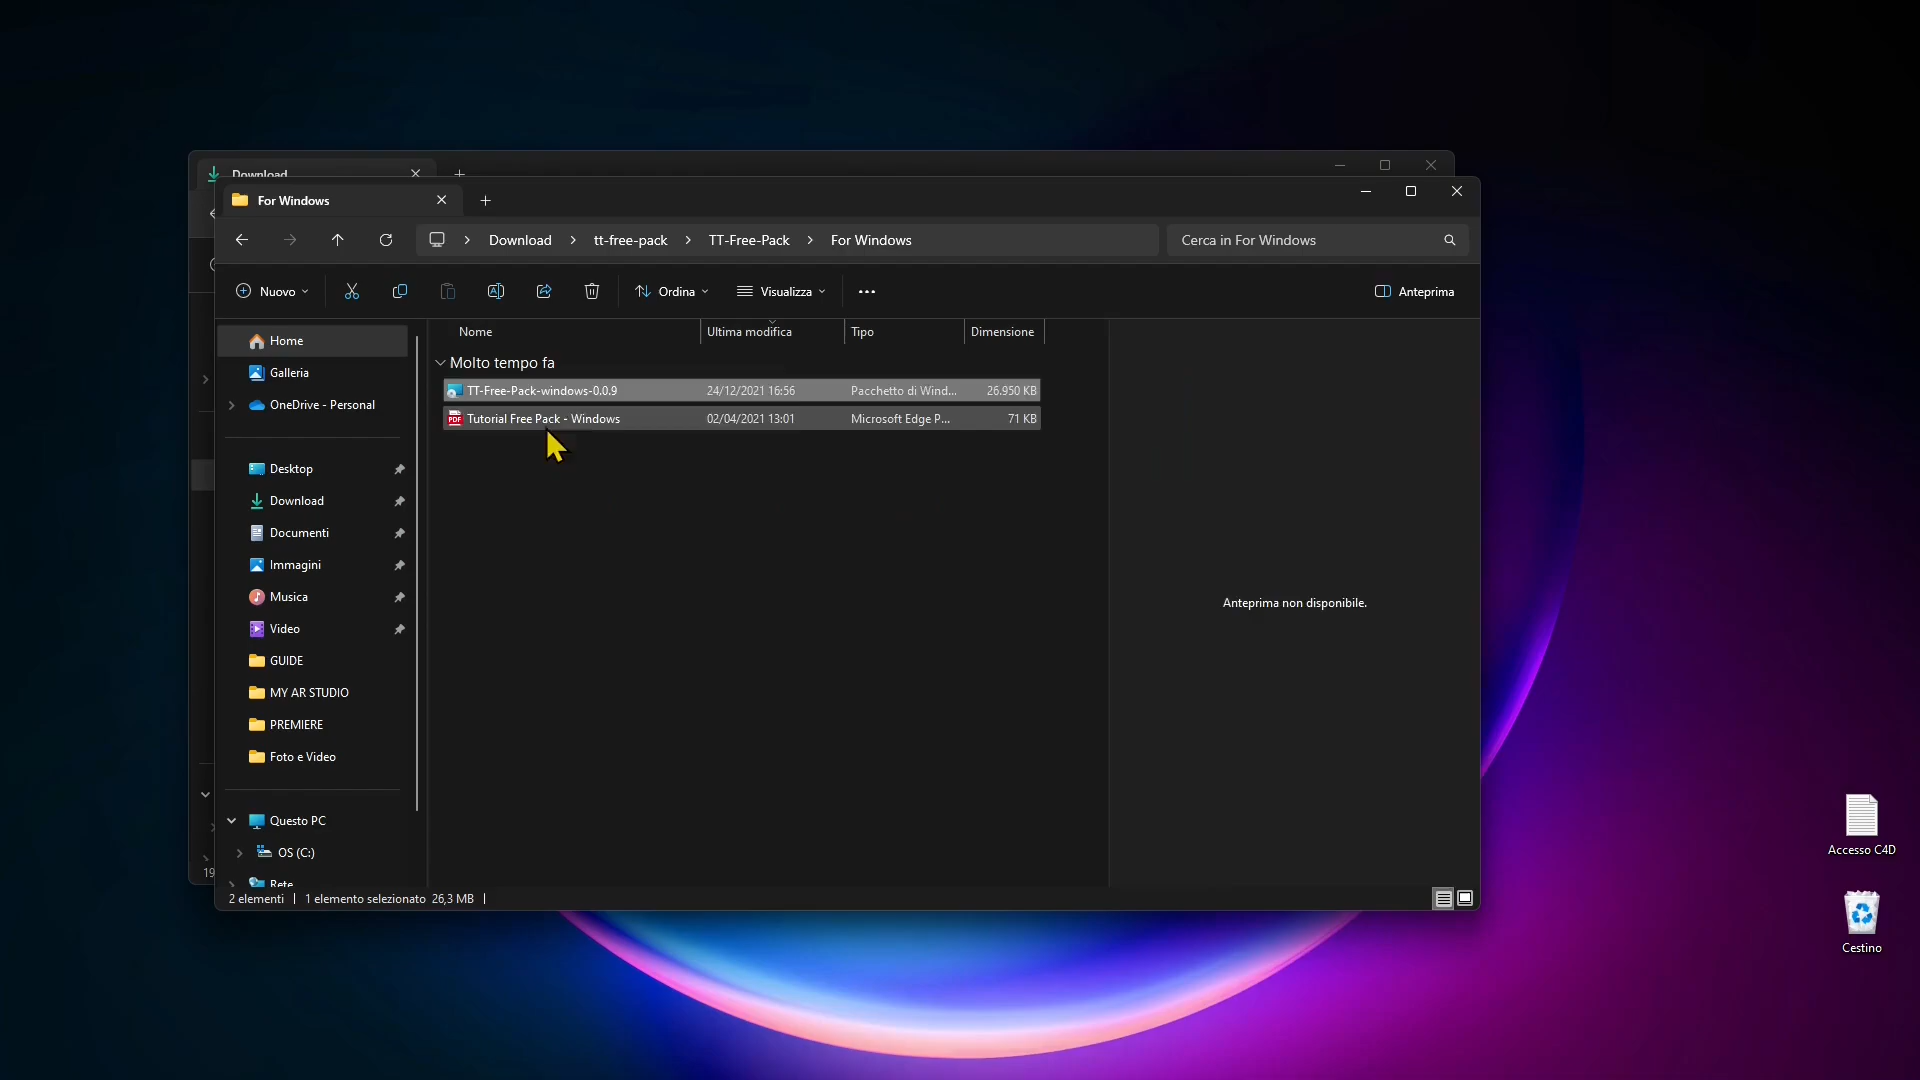 Download
For Windows
Download > tt-free-pack > TT-Free-Pack > For Windows
Cerca in For Windows
Nuovo
Ordina
Visualizza
Anteprima
Nome
Ultima modifica
Tipo
Dimensione
Molto tempo fa
TT-Free-Pack-windows-0.0.9 24/12/2021 16:56 Pacchetto di Wind... 26.950 KB
PDF Tutorial Free Pack - Windows 02/04/2021 13:01 Microsoft Edge P... 71 KB
Home
Galleria
OneDrive - Personal
Desktop
Download
Documenti
Immagini
Musica
Video
GUIDE
MY AR STUDIO
PREMIERE
Foto e Video
Questo PC
OS (C:)
Rete
Anteprima non disponibile.
19
2 elementi
1 elemento selezionato 26,3 MB
Accesso C4D
Cestino